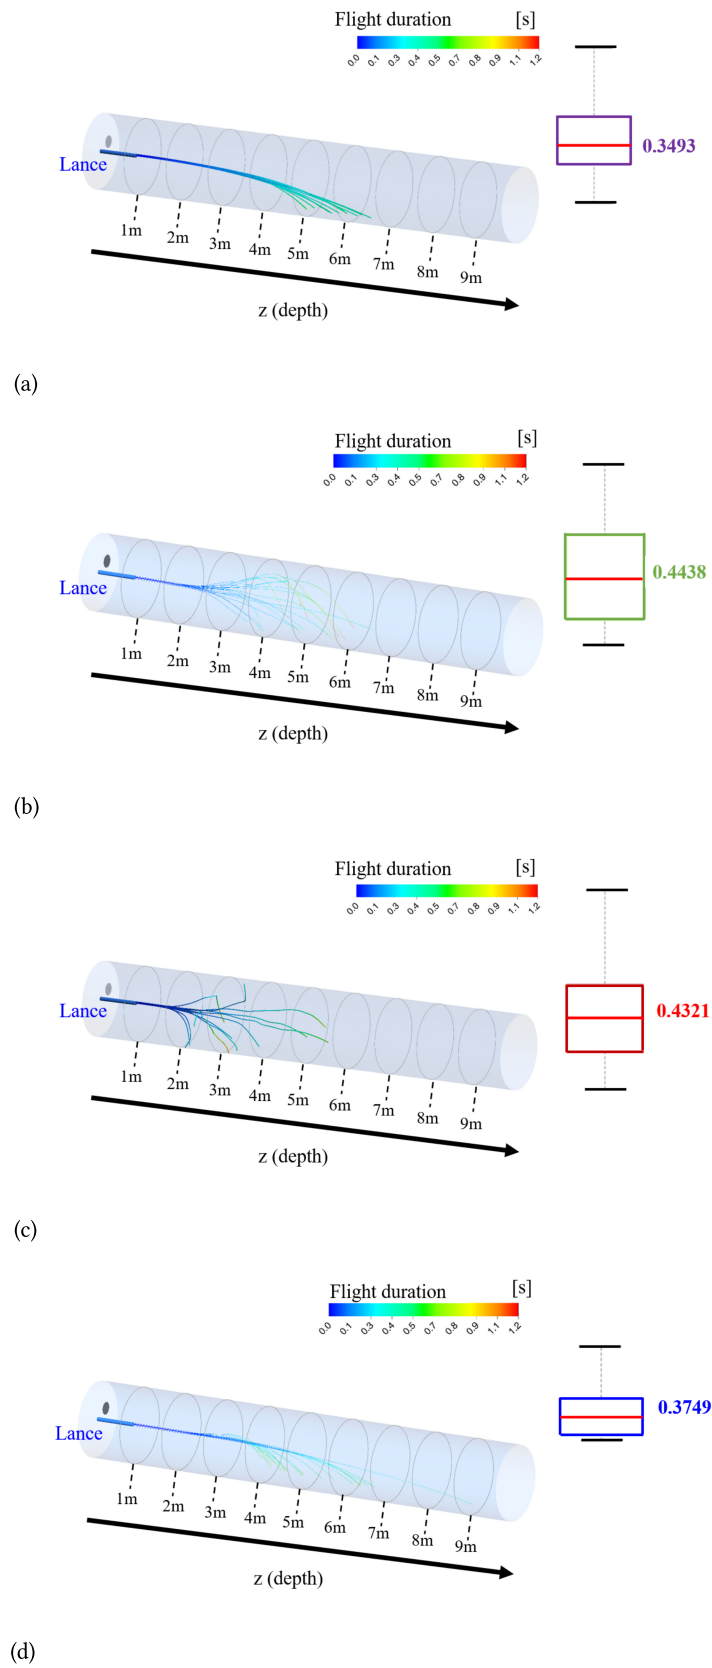 Flight duration [s]
0.0 0.1 0.3 0.4 0.5 0.7 0.8 0.9 1.1 1.2
0.3493
Lance
1m
2m
3m
4m
5m
6m
7m
8m
9m
z (depth)
(a)
Flight duration [s]
0.0 0.1 0.3 0.4 0.5 0.7 0.8 0.9 1.1 1.2
0.4438
Lance
1m
2m
3m
4m
5m
6m
7m
8m
9m
z (depth)
(b)
Flight duration [s]
0.0 0.1 0.3 0.4 0.5 0.7 0.8 0.9 1.1 1.2
0.4321
Lance
1m
2m
3m
4m
5m
6m
7m
8m
9m
z (depth)
(c)
Flight duration [s]
0.0 0.1 0.3 0.4 0.5 0.7 0.8 0.9 1.1 1.2
0.3749
Lance
1m
2m
3m
4m
5m
6m
7m
8m
9m
z (depth)
(d)